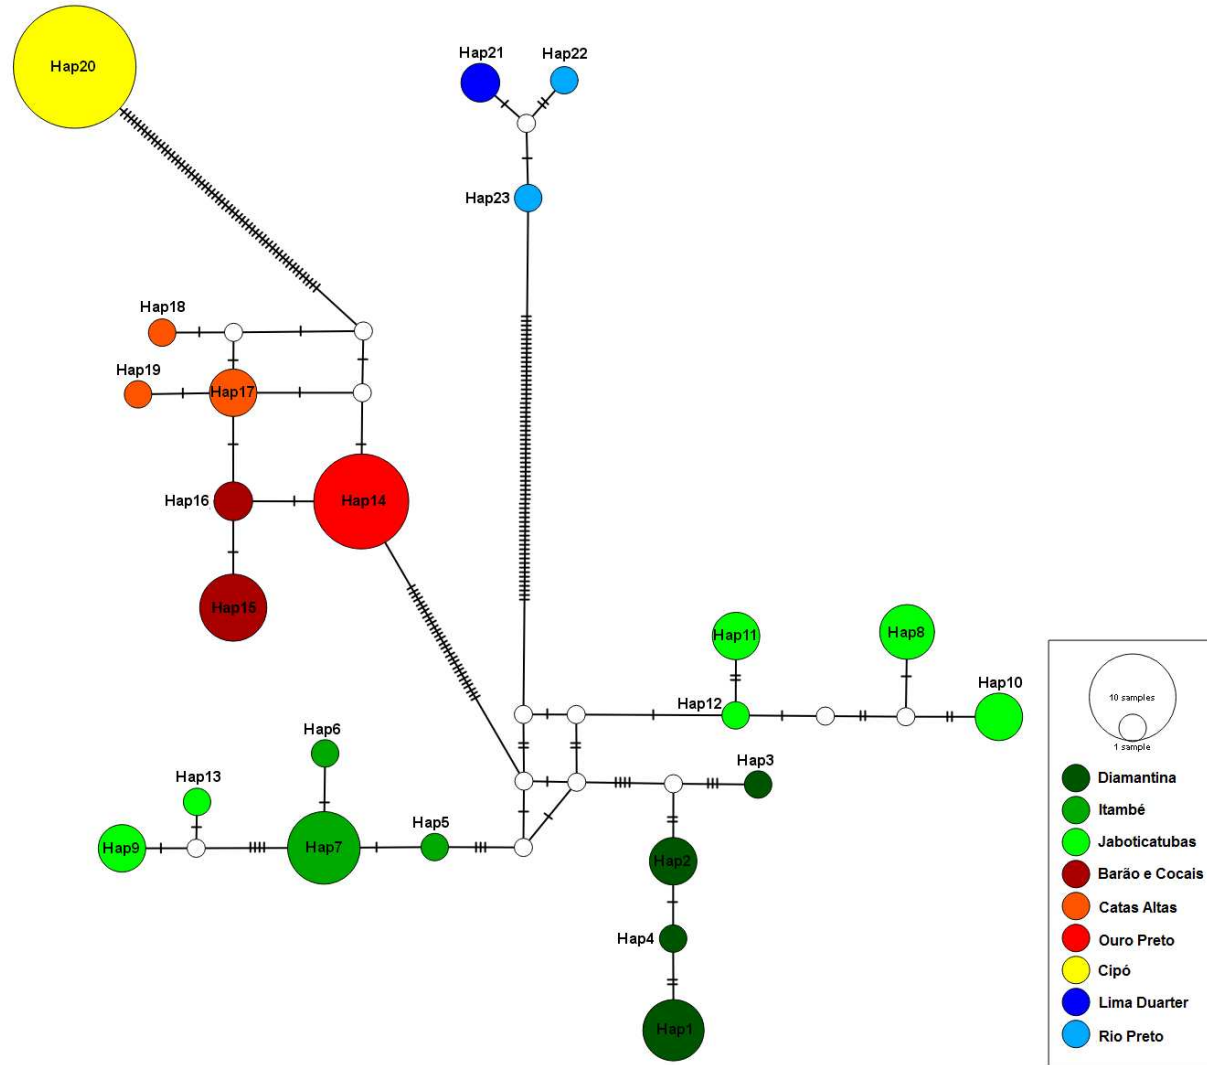 Hap21
Hap22
Hap20
Hap23
Hap18
Hap19
Hap17
Hap16
Hap14
Hap15
Hap11
Hap8
Hap12
Hap10
Hap6
Hap3
Hap13
Hap5
Hap9
Hap7
Hap2
Hap4
Hap1
10 samples
1 sample
Diamantina
Itambé
Jaboticatubas
Barão e Cocais
Catas Altas
Ouro Preto
Cipó
Lima Duarter
Rio Preto